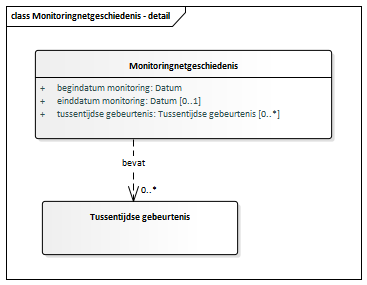 class Monitoringnetgeschiedenis - detail
Monitoringnetgeschiedenis
+ begindatum monitoring: Datum
+ einddatum monitoring: Datum [0..1]
+ tussentijdse gebeurtenis: Tussentijdse gebeurtenis [0..*]
bevat
0..*
Tussentijdse gebeurtenis